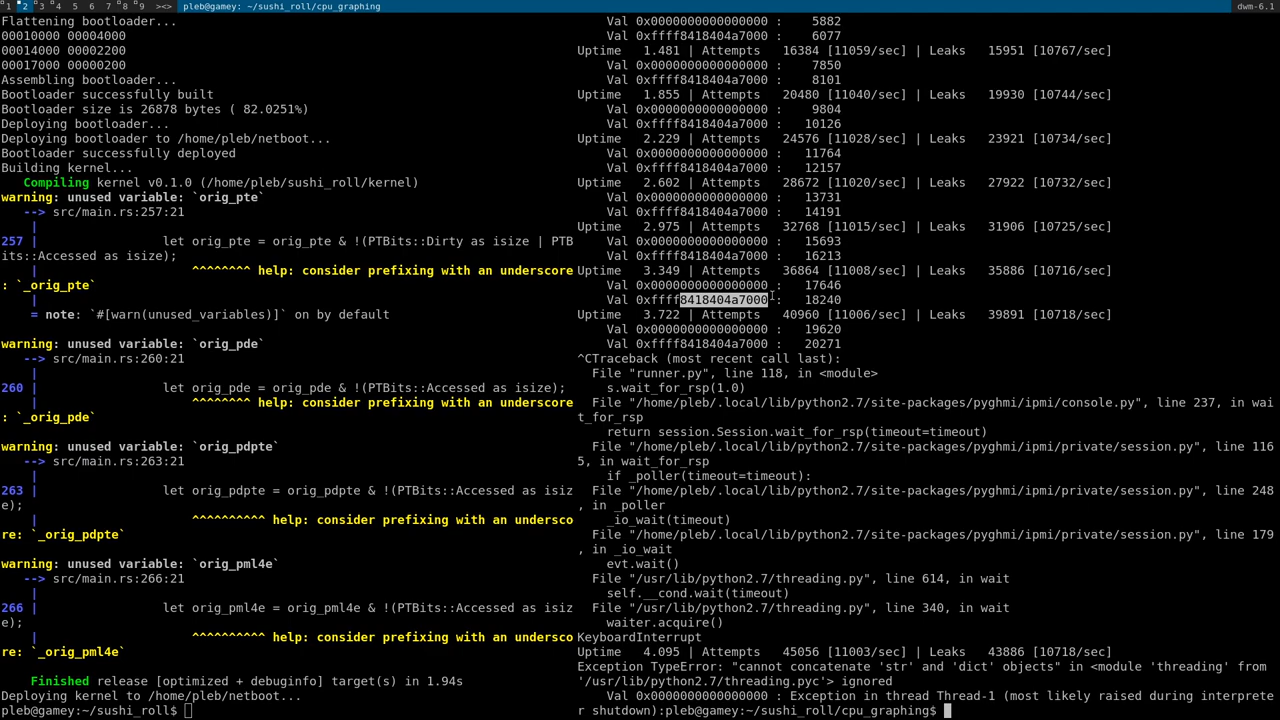 1 2 3 4 5 6 7 8 9 ><> pleb@gamey: ~/sushi_roll/cpu_graphing dwm-6.1
Flattening bootloader...
00010000 00004000
00014000 00002200
00017000 00000200
Assembling bootloader...
Bootloader successfully built
Bootloader size is 26878 bytes ( 82.0251%)
Deploying bootloader...
Deploying bootloader to /home/pleb/netboot...
Bootloader successfully deployed
Building kernel...
   Compiling kernel v0.1.0 (/home/pleb/sushi_roll/kernel)
warning: unused variable: `orig_pte`
   --> src/main.rs:257:21
    |
257 |                 let orig_pte = orig_pte & !(PTBits::Dirty as isize | PTB
its::Accessed as isize);
    |                     ^^^^^^^^ help: consider prefixing with an underscore
: `_orig_pte`
    |
    = note: `#[warn(unused_variables)]` on by default
warning: unused variable: `orig_pde`
   --> src/main.rs:260:21
    |
260 |                 let orig_pde = orig_pde & !(PTBits::Accessed as isize);
    |                     ^^^^^^^^ help: consider prefixing with an underscore
: `_orig_pde`
warning: unused variable: `orig_pdpte`
   --> src/main.rs:263:21
    |
263 |                 let orig_pdpte = orig_pdpte & !(PTBits::Accessed as isiz
e);
    |                     ^^^^^^^^^^ help: consider prefixing with an undersco
re: `_orig_pdpte`
warning: unused variable: `orig_pml4e`
   --> src/main.rs:266:21
    |
266 |                 let orig_pml4e = orig_pml4e & !(PTBits::Accessed as isiz
e);
    |                     ^^^^^^^^^^ help: consider prefixing with an undersco
re: `_orig_pml4e`
    Finished release [optimized + debuginfo] target(s) in 1.94s
Deploying kernel to /home/pleb/netboot...
pleb@gamey:~/sushi_roll$
    Val 0x0000000000000000 :    5882
    Val 0xffff8418404a7000 :    6077
Uptime   1.481 | Attempts    16384 [11059/sec] | Leaks   15951 [10767/sec]
    Val 0x0000000000000000 :    7850
    Val 0xffff8418404a7000 :    8101
Uptime   1.855 | Attempts    20480 [11040/sec] | Leaks   19930 [10744/sec]
    Val 0x0000000000000000 :    9804
    Val 0xffff8418404a7000 :   10126
Uptime   2.229 | Attempts    24576 [11028/sec] | Leaks   23921 [10734/sec]
    Val 0x0000000000000000 :   11764
    Val 0xffff8418404a7000 :   12157
Uptime   2.602 | Attempts    28672 [11020/sec] | Leaks   27922 [10732/sec]
    Val 0x0000000000000000 :   13731
    Val 0xffff8418404a7000 :   14191
Uptime   2.975 | Attempts    32768 [11015/sec] | Leaks   31906 [10725/sec]
    Val 0x0000000000000000 :   15693
    Val 0xffff8418404a7000 :   16213
Uptime   3.349 | Attempts    36864 [11008/sec] | Leaks   35886 [10716/sec]
    Val 0x0000000000000000 :   17646
    Val 0xffff8418404a7000 :   18240
Uptime   3.722 | Attempts    40960 [11006/sec] | Leaks   39891 [10718/sec]
    Val 0x0000000000000000 :   19620
    Val 0xffff8418404a7000 :   20271
^CTraceback (most recent call last):
  File "runner.py", line 118, in <module>
    s.wait_for_rsp(1.0)
  File "/home/pleb/.local/lib/python2.7/site-packages/pyghmi/ipmi/console.py", line 237, in wai
t_for_rsp
    return session.Session.wait_for_rsp(timeout=timeout)
  File "/home/pleb/.local/lib/python2.7/site-packages/pyghmi/ipmi/private/session.py", line 116
5, in wait_for_rsp
    if _poller(timeout=timeout):
  File "/home/pleb/.local/lib/python2.7/site-packages/pyghmi/ipmi/private/session.py", line 248
, in _poller
    _io_wait(timeout)
  File "/home/pleb/.local/lib/python2.7/site-packages/pyghmi/ipmi/private/session.py", line 179
, in _io_wait
    evt.wait()
  File "/usr/lib/python2.7/threading.py", line 614, in wait
    self.__cond.wait(timeout)
  File "/usr/lib/python2.7/threading.py", line 340, in wait
    waiter.acquire()
KeyboardInterrupt
Uptime   4.095 | Attempts    45056 [11003/sec] | Leaks   43886 [10718/sec]
Exception TypeError: "cannot concatenate 'str' and 'dict' objects" in <module 'threading' from
'/usr/lib/python2.7/threading.pyc'> ignored
    Val 0x0000000000000000 : Exception in thread Thread-1 (most likely raised during interprete
r shutdown):pleb@gamey:~/sushi_roll/cpu_graphing$